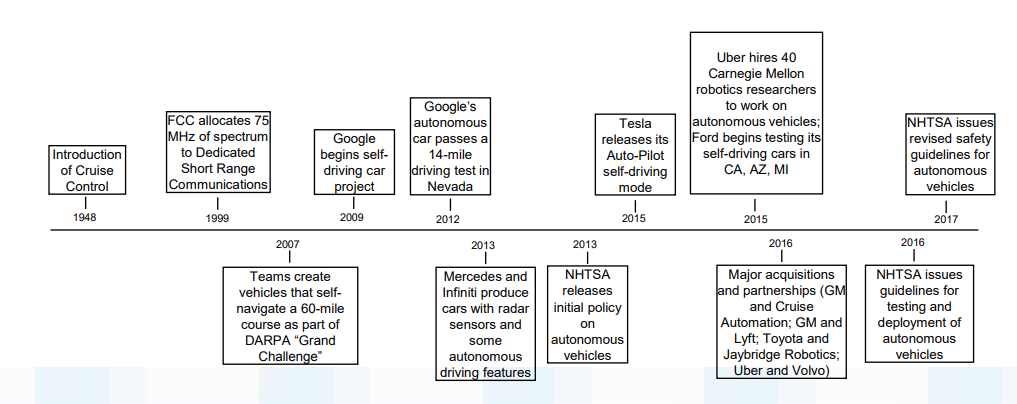 Introduction
of Cruise
Control
1948
FCC allocates 75
MHz of spectrum
to Dedicated
Short Range
Communications
1999
Google
begins self-
driving car
project
2009
Google's
autonomous
car passes a
14-mile
driving test in
Nevada
2012
Tesla
releases its
Auto-Pilot
self-driving
mode
2015
Uber hires 40
Carnegie Mellon
robotics researchers
to work on
autonomous vehicles;
Ford begins testing its
self-driving cars in
CA, AZ, MI
2015
NHTSA issues
revised safety
guidelines for
autonomous
vehicles
2017
2007
Teams create
vehicles that self-
navigate a 60-mile
course as part of
DARPA “Grand
Challenge”
2013
Mercedes and
Infiniti produce
cars with radar
sensors and
some
autonomous
driving features
2013
NHTSA
releases
initial policy
on
autonomous
vehicles
2016
Major acquisitions
and partnerships (GM
and Cruise
Automation; GM and
Lyft; Toyota and
Jaybridge Robotics;
Uber and Volvo)
2016
NHTSA issues
guidelines for
testing and
deployment of
autonomous
vehicles